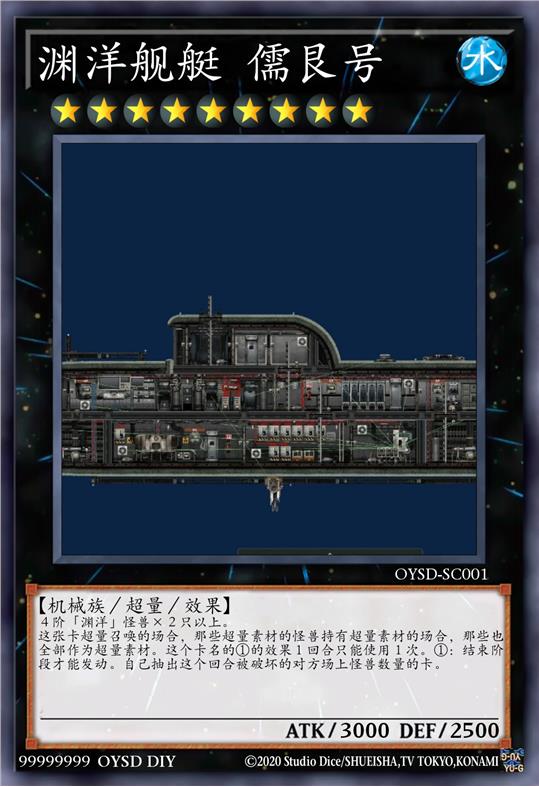 渊洋舰艇 儒艮号
水
OYSD-SC001
【机械族／超量／效果】
4阶「渊洋」怪兽×2只以上。
这张卡超量召唤的场合，那些超量素材的怪兽持有超量素材的场合，那些也
全部作为超量素材。这个卡名的①的效果1回合只能使用1次。①：结束阶
段才能发动。自己抽出这个回合被破坏的对方场上怪兽数量的卡。
ATK/3000 DEF/2500
99999999 OYSD DIY ©2020 Studio Dice/SHUEISHA,TV TOKYO,KONAMI